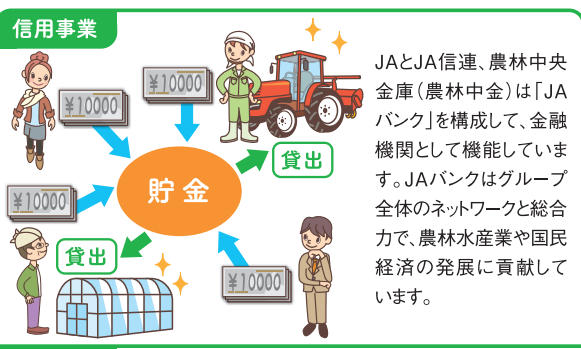 信用事業
¥10000
¥10000
¥10000
¥10000
貯金
貸出
貸出
JAとJA信連、農林中央
金庫（農林中金）は「JA
バンク」を構成して、金融
機関として機能していま
す。JAバンクはグループ
全体のネットワークと総合
力で、農林水産業や国民
経済の発展に貢献して
います。